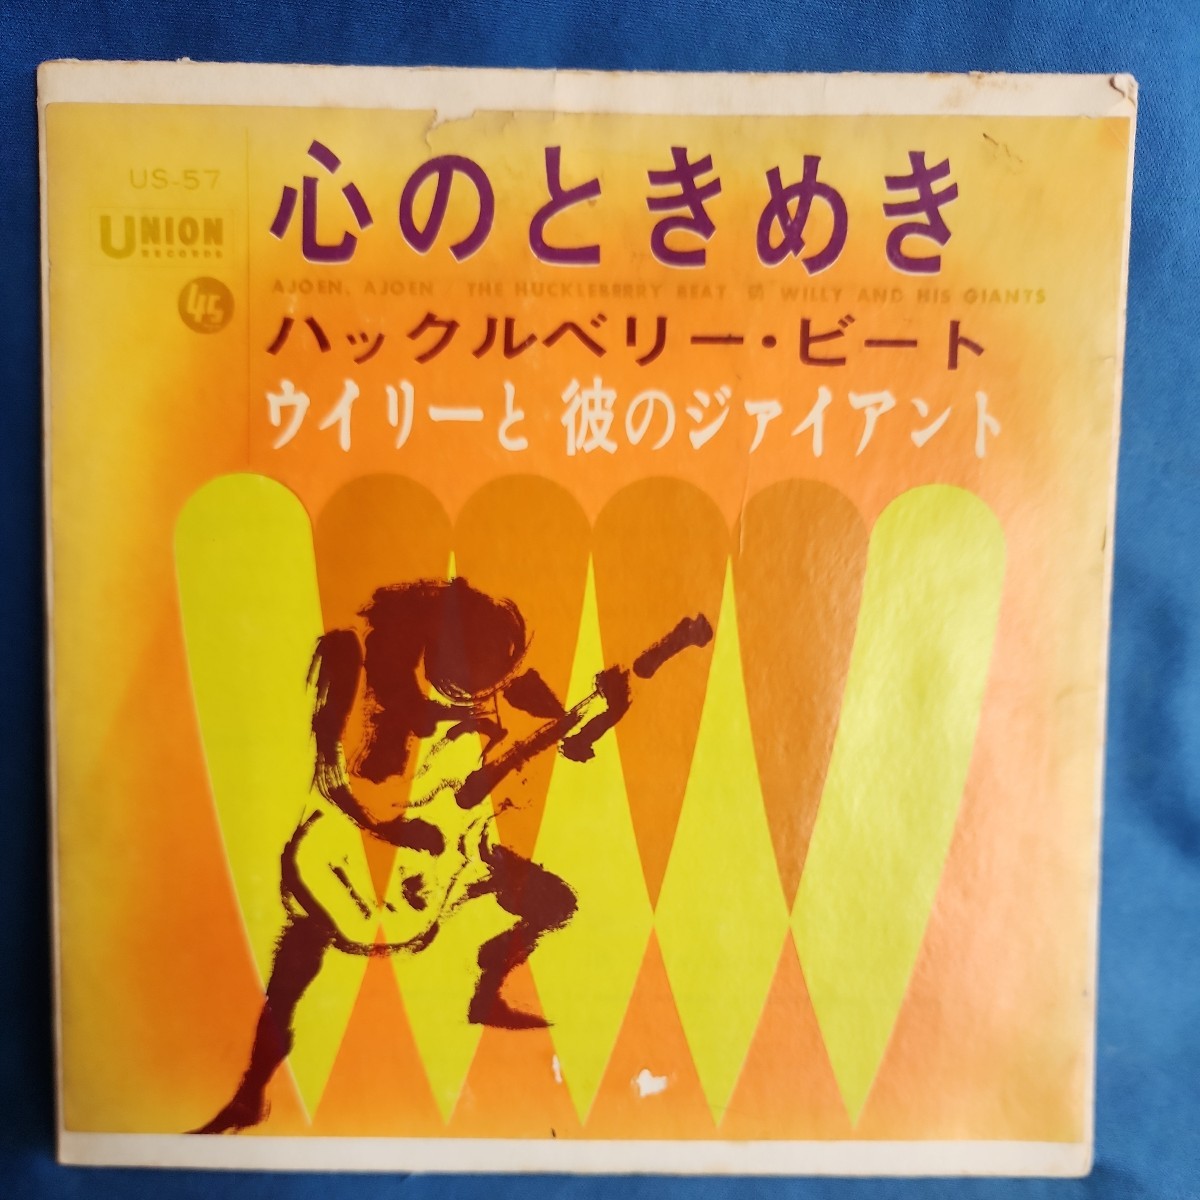 US-57
UNION
RECORDS
45
心のときめき
AJOEN, AJOEN / THE HUCKLEBERRY BEAT WILLY AND HIS GIANTS
ハックルベリー・ビート
ウイリーと 彼のジァイアント